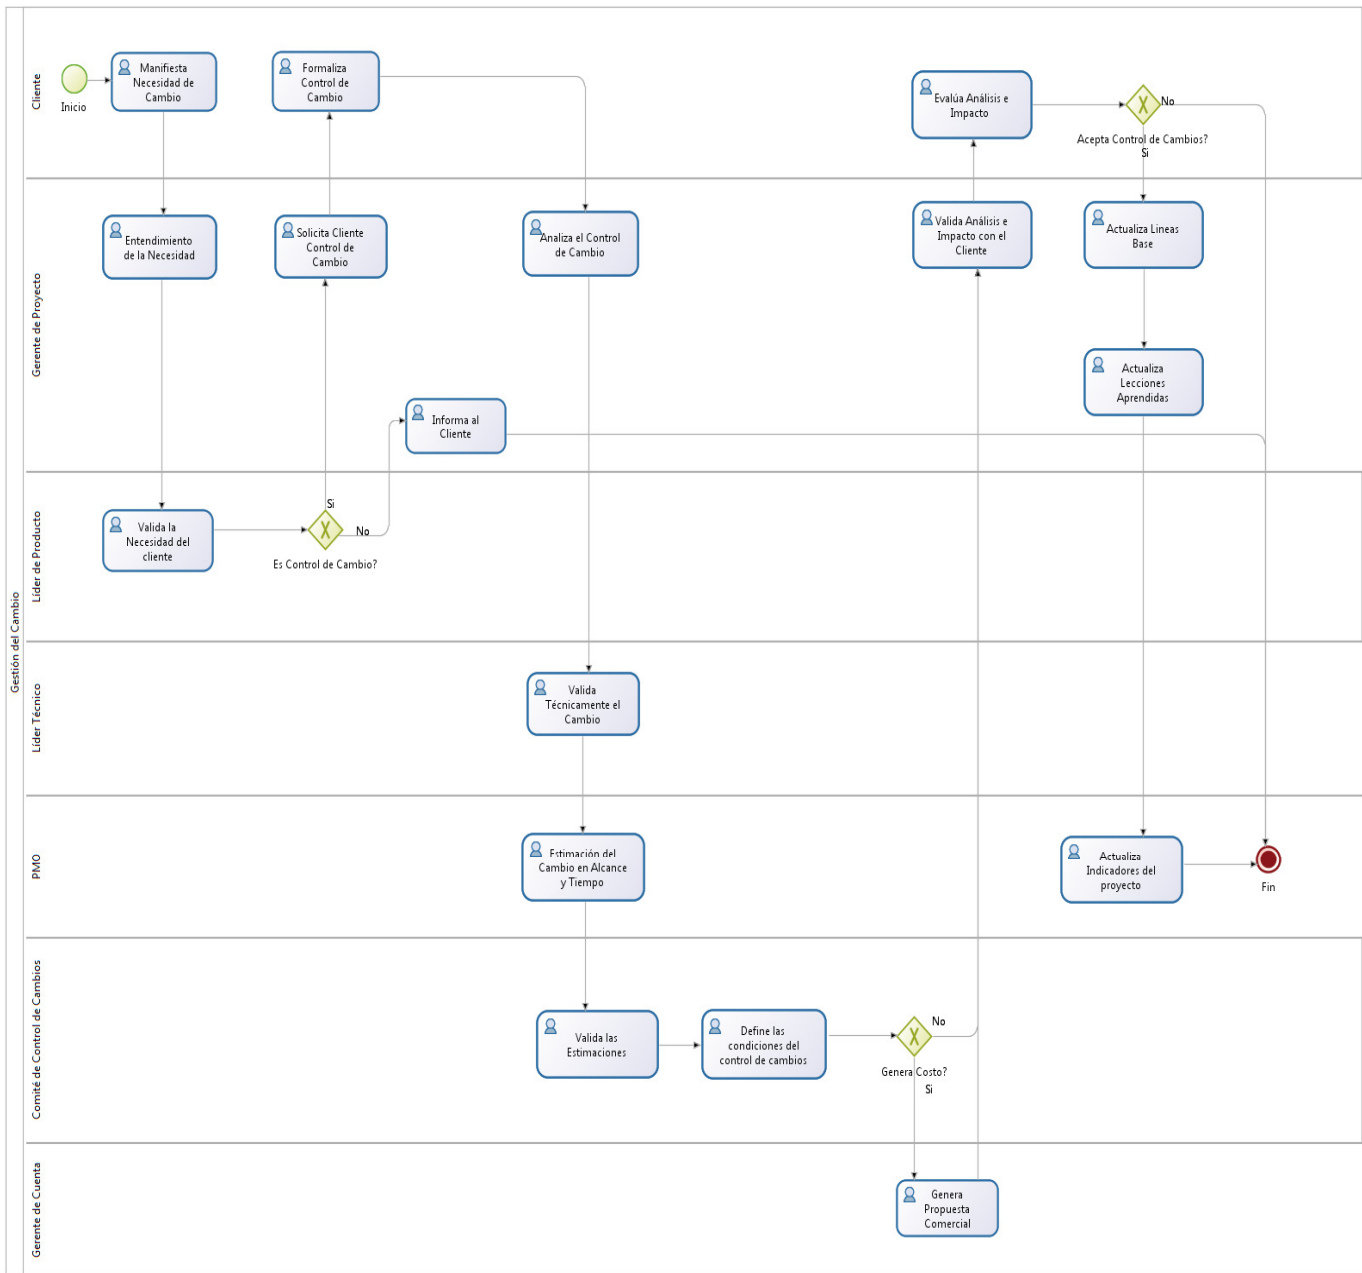 Gestión del Cambio
Cliente
Inicio
Manifiesta
Necesidad de
Cambio
Formaliza
Control de
Cambio
Evalúa Análisis e
Impacto
No
Acepta Control de Cambios?
Si
Gerente de Proyecto
Entendimiento
de la Necesidad
Solicita Cliente
Control de
Cambio
Analiza el Control
de Cambio
Valida Análisis e
Impacto con el
Cliente
Actualiza Lineas
Base
Actualiza
Lecciones
Aprendidas
Informa al
Cliente
Líder de Producto
Valida la
Necesidad del
cliente
Si
No
Es Control de Cambio?
Líder Técnico
Valida
Técnicamente el
Cambio
PMO
Estimación del
Cambio en Alcance
y Tiempo
Actualiza
Indicadores del
proyecto
Fin
Comité de Control de Cambios
Valida las
Estimaciones
Define las
condiciones del
control de cambios
No
Genera Costo?
Si
Gerente de Cuenta
Genera
Propuesta
Comercial